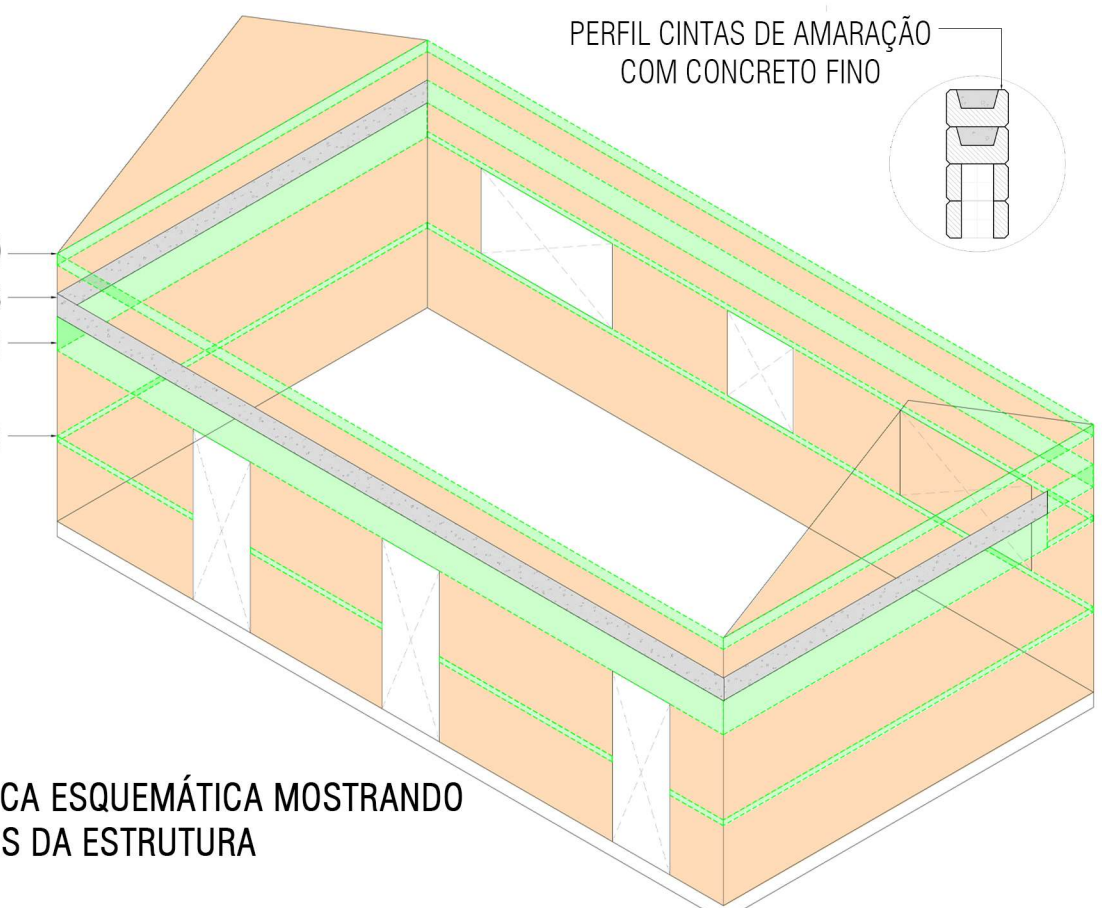 PERFIL CINTAS DE AMARAÇÃO
COM CONCRETO FINO
CA ESQUEMÁTICA MOSTRANDO
S DA ESTRUTURA